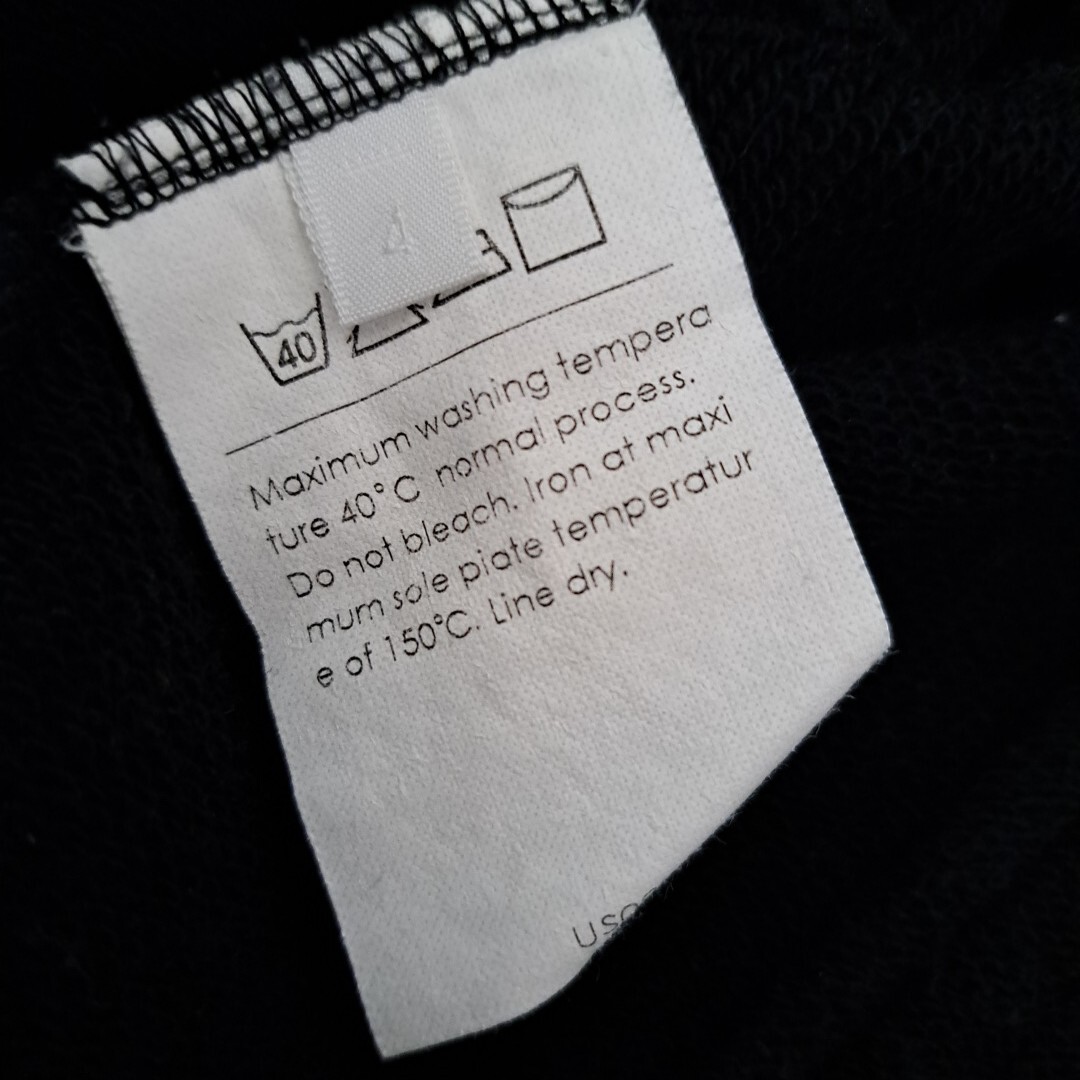 4
40
Maximum washing tempera
ture 40°C normal process.
Do not bleach. Iron at maxi
mum sole piate temperatur
e of 150°C. Line dry.